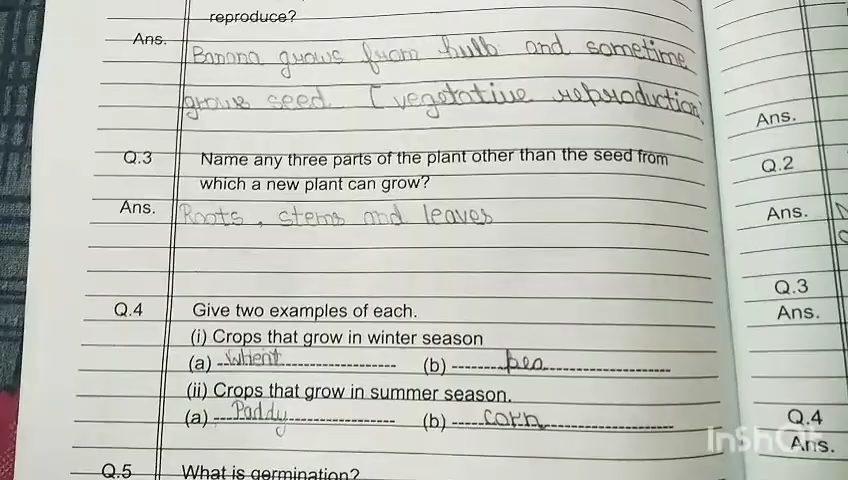 reproduce?
Ans. Banana grows from bulb and sometime
grows seed [vegetative reproduction]
Q.3 Name any three parts of the plant other than the seed from
which a new plant can grow?
Ans. Roots, stems and leaves
Q.4 Give two examples of each.
(i) Crops that grow in winter season
(a) Wheat (b) pea
(ii) Crops that grow in summer season.
(a) Paddy (b) corn
Q.5 What is germination?
Ans.
Q.2
Ans.
Q.3
Ans.
Q.4
Ans.
InShot